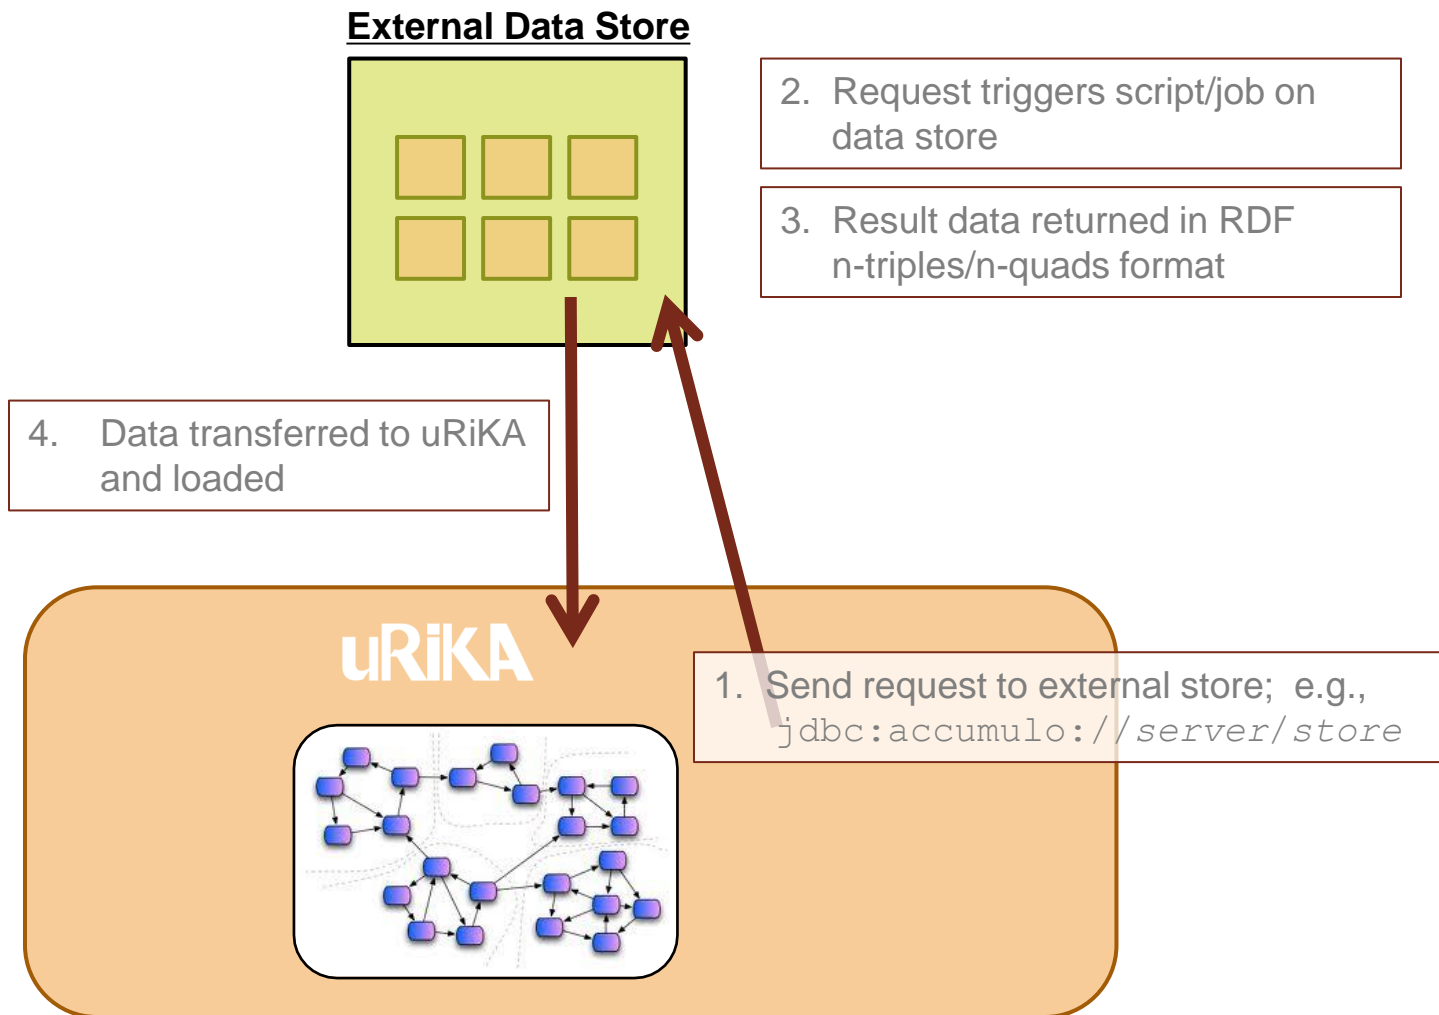 External Data Store
2. Request triggers script/job on
data store
3. Result data returned in RDF
n-triples/n-quads format
4. Data transferred to uRiKA
and loaded
uRiKA
1. Send request to external store; e.g.,
jdbc:accumulo://server/store